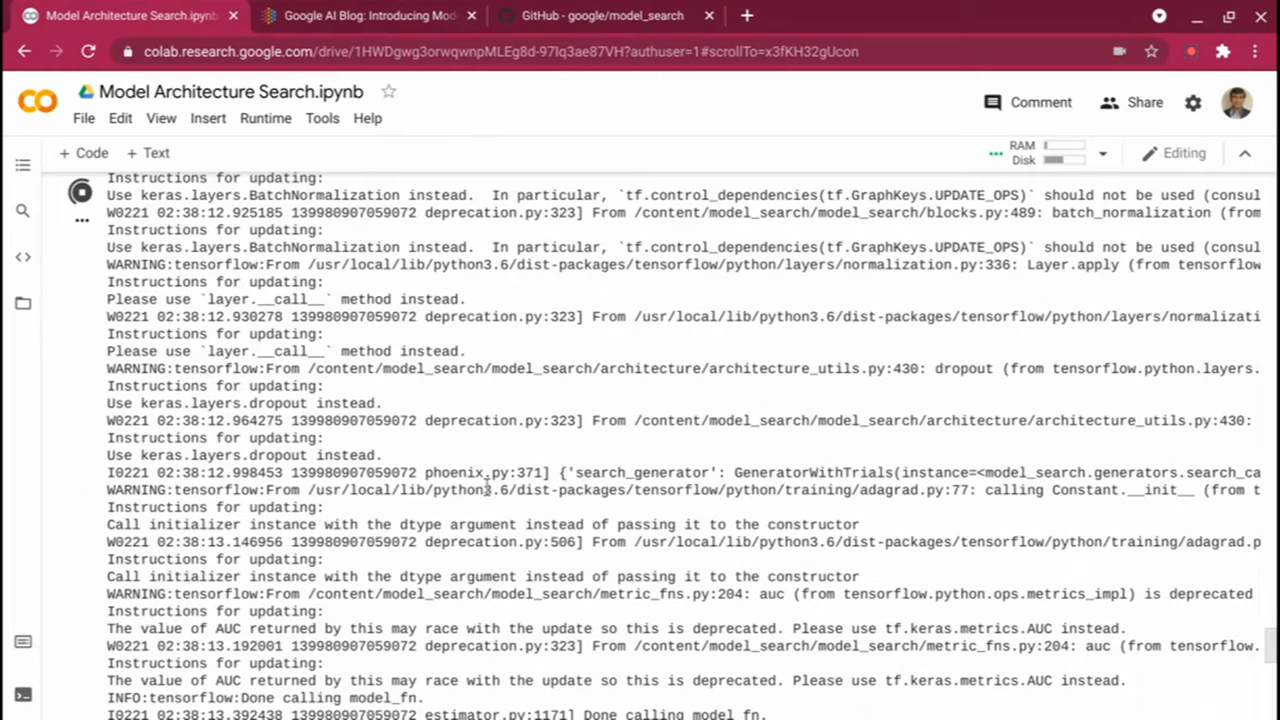 Model Architecture Search.ipynb
Google AI Blog: Introducing Mod
GitHub - google/model_search
colab.research.google.com/drive/1HWDgwg3orwqwnpMLEg8d-97Iq3ae87VH?authuser=1#scrollTo=x3fKH32gUcon
Model Architecture Search.ipynb
Comment
Share
File Edit View Insert Runtime Tools Help
+ Code + Text
RAM
Disk
Editing
Instructions for updating:
Use keras.layers.BatchNormalization instead.  In particular, `tf.control_dependencies(tf.GraphKeys.UPDATE_OPS)` should not be used (consul
W0221 02:38:12.925185 139980907059072 deprecation.py:323] From /content/model_search/model_search/blocks.py:489: batch_normalization (from
Instructions for updating:
Use keras.layers.BatchNormalization instead.  In particular, `tf.control_dependencies(tf.GraphKeys.UPDATE_OPS)` should not be used (consul
WARNING:tensorflow:From /usr/local/lib/python3.6/dist-packages/tensorflow/python/layers/normalization.py:336: Layer.apply (from tensorflow
Instructions for updating:
Please use `layer.__call__` method instead.
W0221 02:38:12.930278 139980907059072 deprecation.py:323] From /usr/local/lib/python3.6/dist-packages/tensorflow/python/layers/normalizati
Instructions for updating:
Please use `layer.__call__` method instead.
WARNING:tensorflow:From /content/model_search/model_search/architecture/architecture_utils.py:430: dropout (from tensorflow.python.layers.
Instructions for updating:
Use keras.layers.dropout instead.
W0221 02:38:12.964275 139980907059072 deprecation.py:323] From /content/model_search/model_search/architecture/architecture_utils.py:430:
Instructions for updating:
Use keras.layers.dropout instead.
I0221 02:38:12.998453 139980907059072 phoenix.py:371] {'search_generator': GeneratorWithTrials(instance=<model_search.generators.search_ca
WARNING:tensorflow:From /usr/local/lib/python3.6/dist-packages/tensorflow/python/training/adagrad.py:77: calling Constant.__init__ (from t
Instructions for updating:
Call initializer instance with the dtype argument instead of passing it to the constructor
W0221 02:38:13.146956 139980907059072 deprecation.py:506] From /usr/local/lib/python3.6/dist-packages/tensorflow/python/training/adagrad.p
Instructions for updating:
Call initializer instance with the dtype argument instead of passing it to the constructor
WARNING:tensorflow:From /content/model_search/model_search/metric_fns.py:204: auc (from tensorflow.python.ops.metrics_impl) is deprecated
Instructions for updating:
The value of AUC returned by this may race with the update so this is deprecated. Please use tf.keras.metrics.AUC instead.
W0221 02:38:13.192001 139980907059072 deprecation.py:323] From /content/model_search/model_search/metric_fns.py:204: auc (from tensorflow.
Instructions for updating:
The value of AUC returned by this may race with the update so this is deprecated. Please use tf.keras.metrics.AUC instead.
INFO:tensorflow:Done calling model_fn.
I0221 02:38:13.392438 139980907059072 estimator.py:1171] Done calling model_fn.